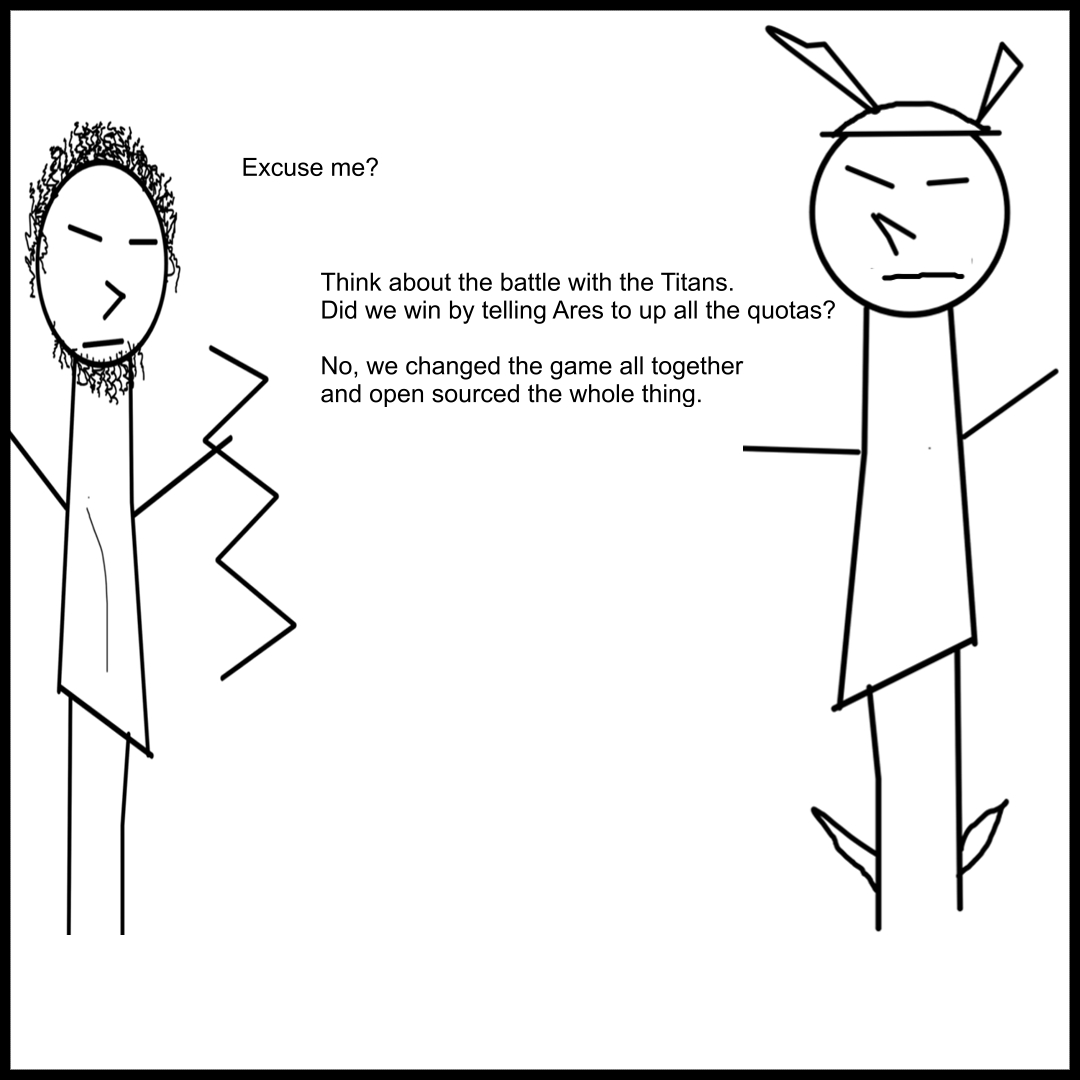 Excuse me?
Think about the battle with the Titans.
Did we win by telling Ares to up all the quotas?
No, we changed the game all together
and open sourced the whole thing.